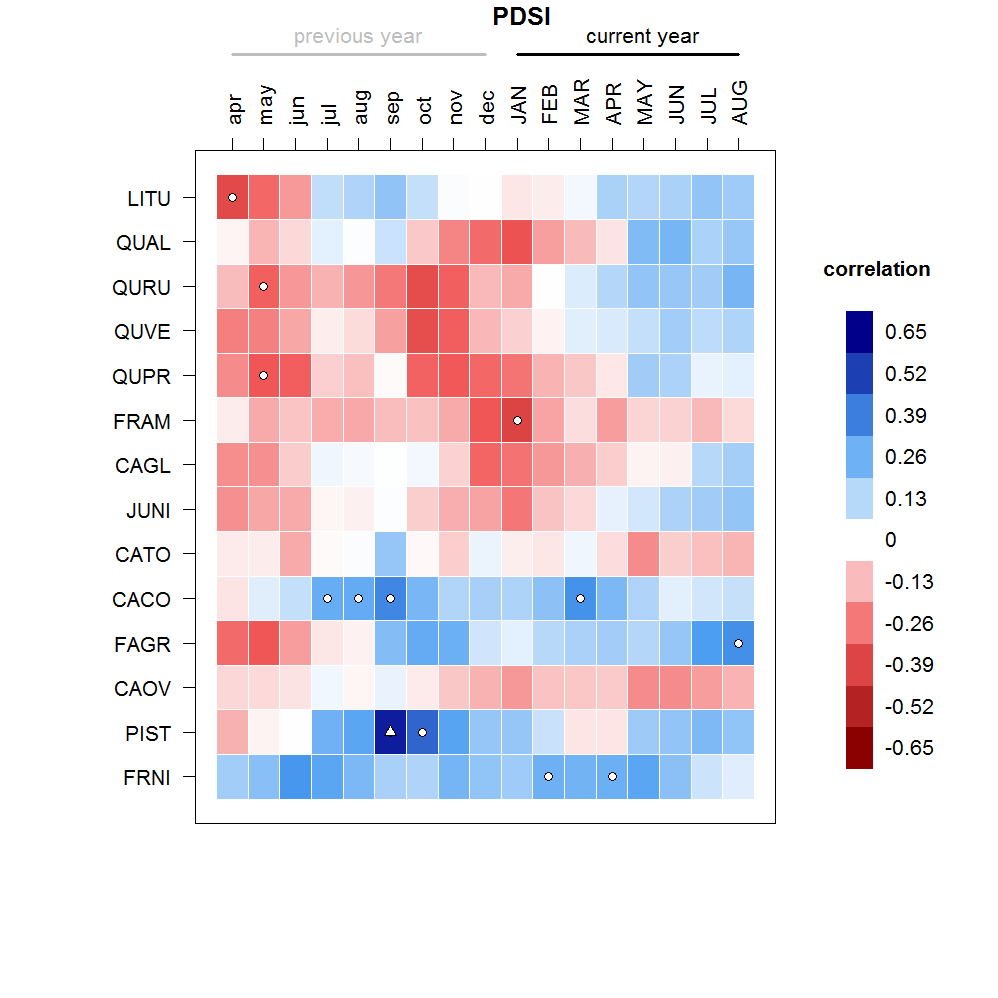 PDSI
previous year current year
apr may jun jul aug sep oct nov dec JAN FEB MAR APR MAY JUN JUL AUG
LITU
QUAL
QURU
QUVE
QUPR
FRAM
CAGL
JUNI
CATO
CACO
FAGR
CAOV
PIST
FRNI
correlation
0.65
0.52
0.39
0.26
0.13
0
-0.13
-0.26
-0.39
-0.52
-0.65